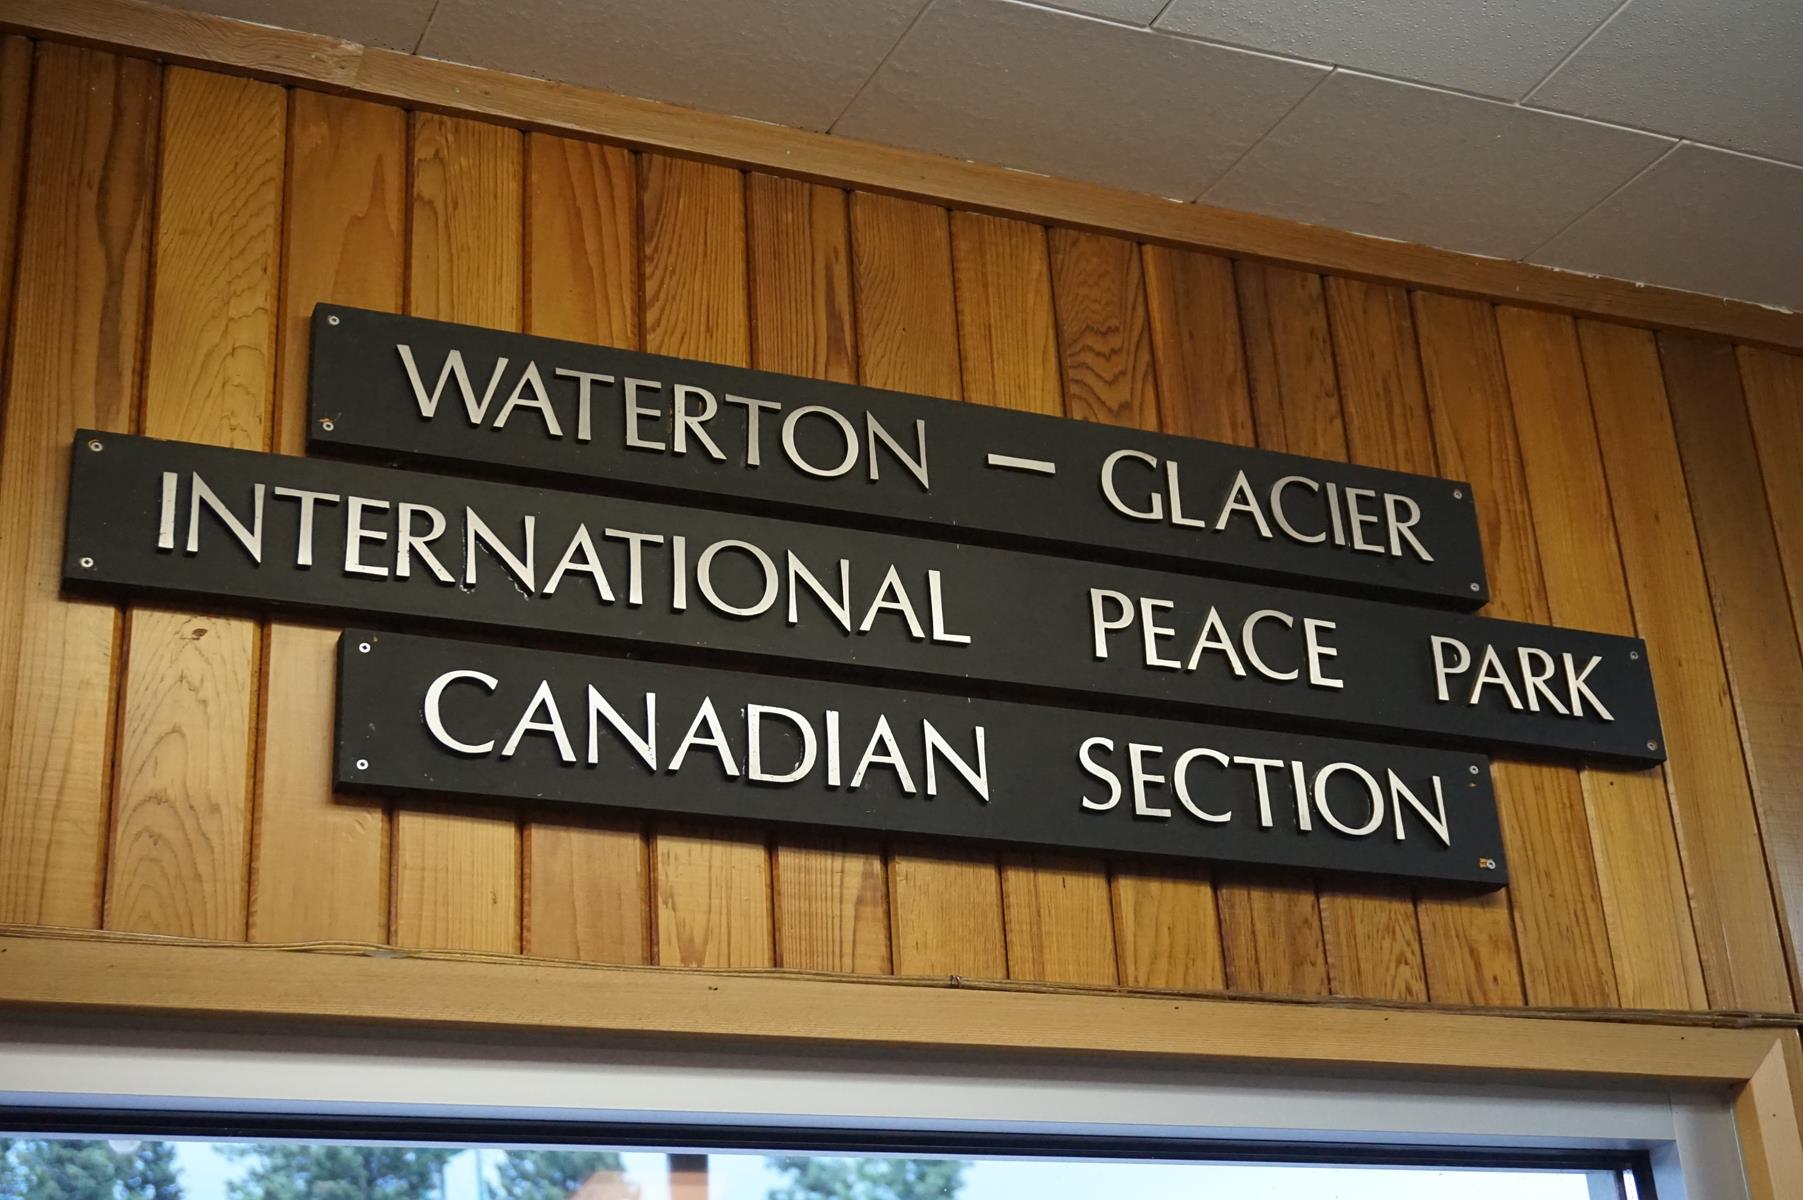 WATERTON – GLACIER
INTERNATIONAL PEACE PARK
CANADIAN SECTION